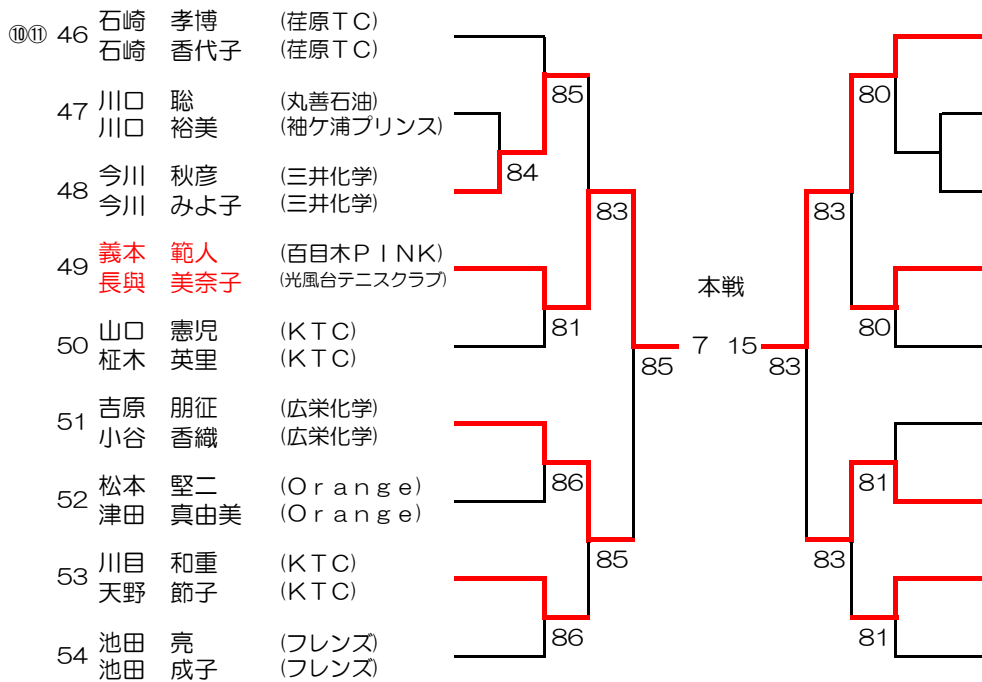 ⑩⑪ 46 石崎 孝博 (荏原TC)
石崎 香代子 (荏原TC)
47 川口 聡 (丸善石油)
川口 裕美 (袖ケ浦プリンス)
48 今川 秋彦 (三井化学)
今川 みよ子 (三井化学)
49 義本 範人 (百目木PINK)
長與 美奈子 (光風台テニスクラブ)
50 山口 憲児 (KTC)
柾木 英里 (KTC)
51 吉原 朋征 (広栄化学)
小谷 香織 (広栄化学)
52 松本 堅二 (Orange)
津田 真由美 (Orange)
53 川目 和重 (KTC)
天野 節子 (KTC)
54 池田 亮 (フレンズ)
池田 成子 (フレンズ)
85
84
83
81
85
86
85
86
本戦
7 15
80
83
80
83
81
83
81